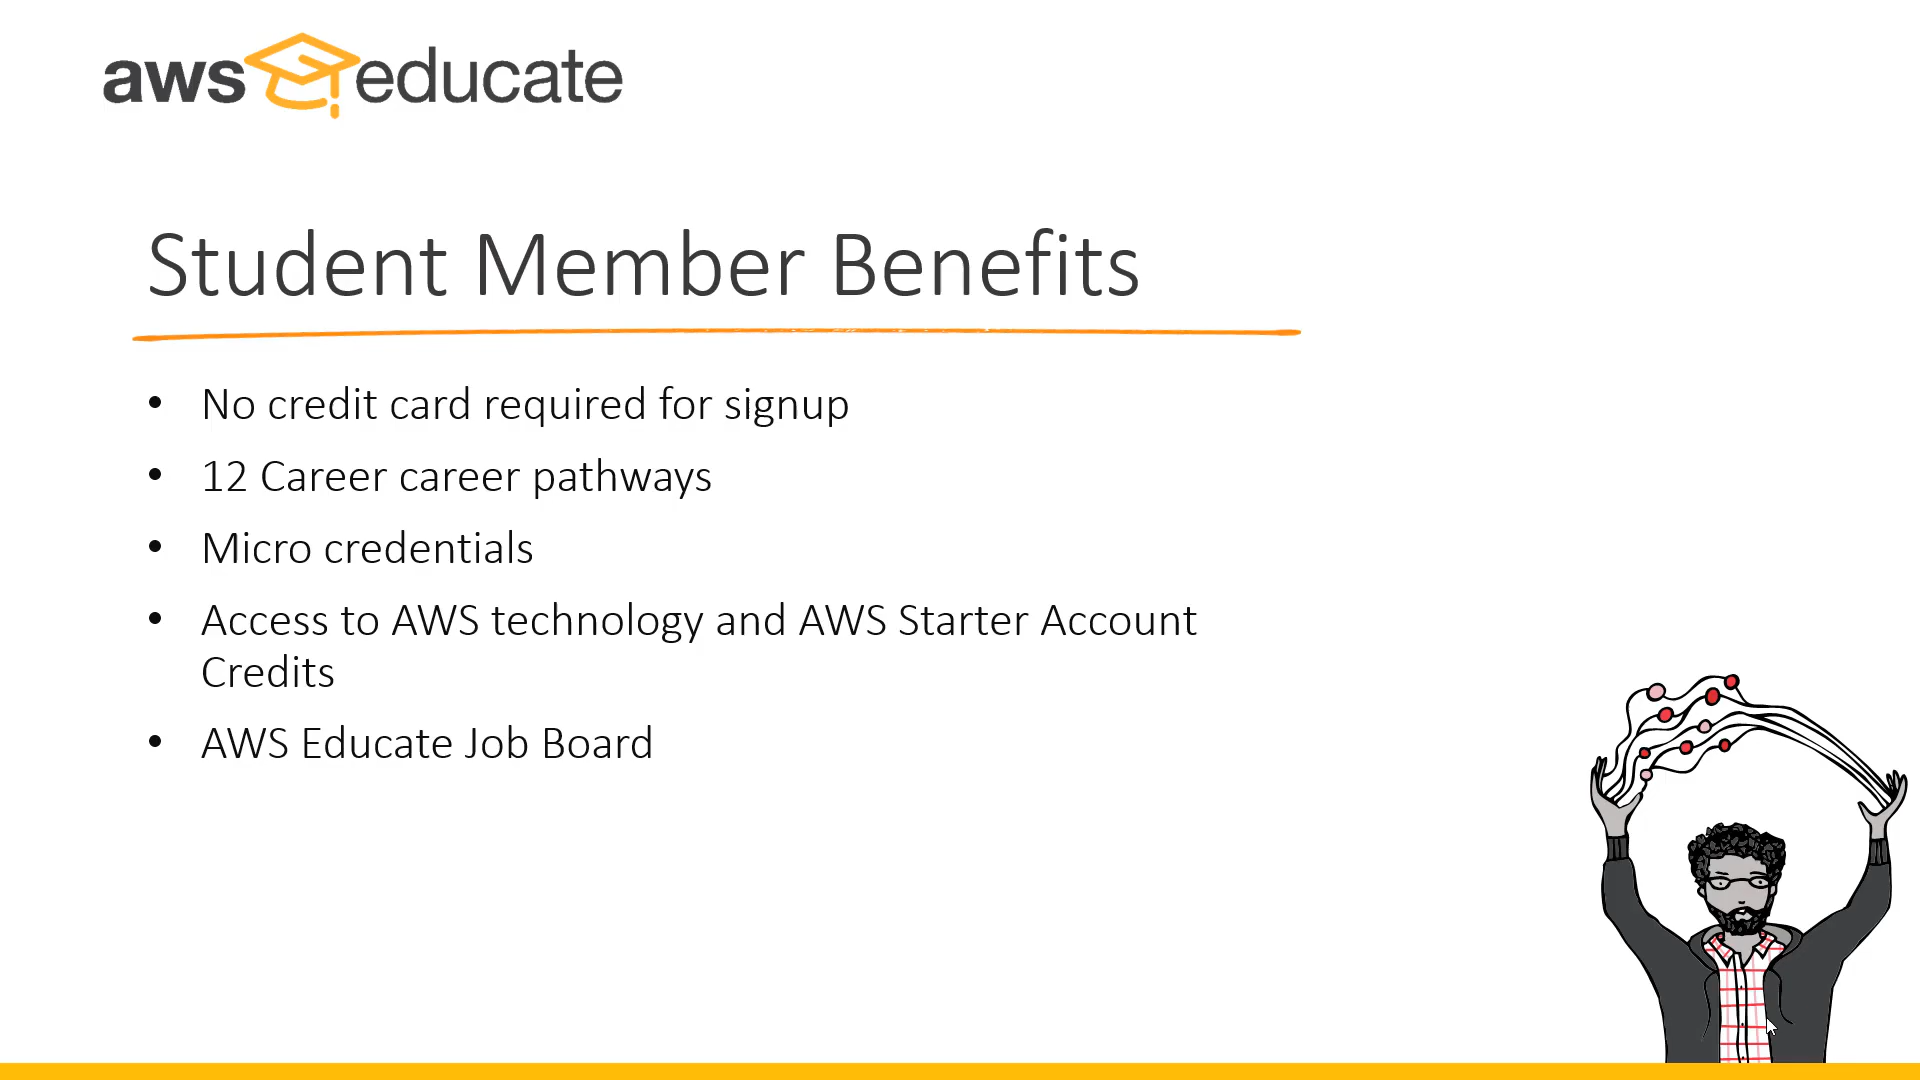 aws educate
Student Member Benefits
• No credit card required for signup
• 12 Career career pathways
• Micro credentials
• Access to AWS technology and AWS Starter Account
Credits
• AWS Educate Job Board